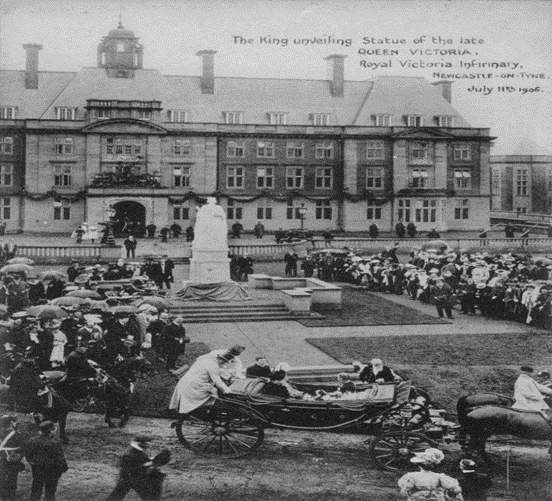 The King unveiling Statue of the late
QUEEN VICTORIA.
Royal Victoria Infirmary,
NEWCASTLE-ON-TYNE
July 11TH 1906.